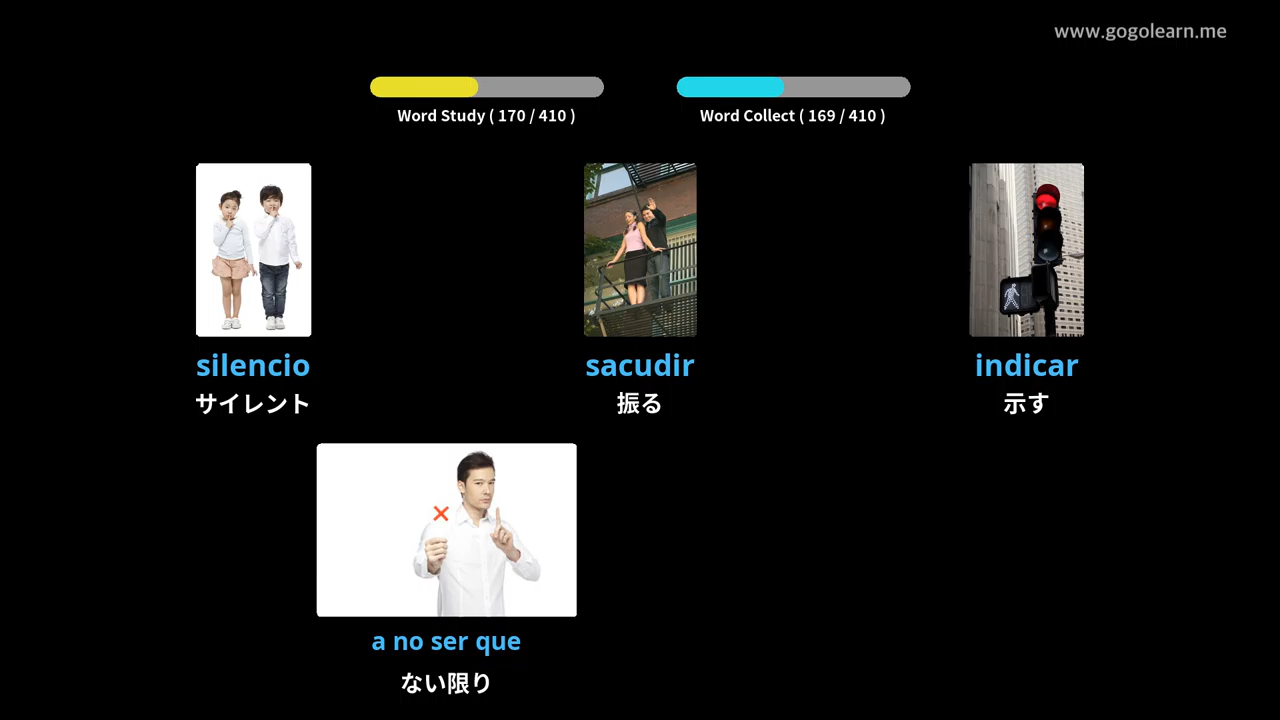 www.gogolearn.me
Word Study ( 170 / 410 )
Word Collect ( 169 / 410 )
silencio
サイレント
sacudir
振る
indicar
示す
a no ser que
ない限り